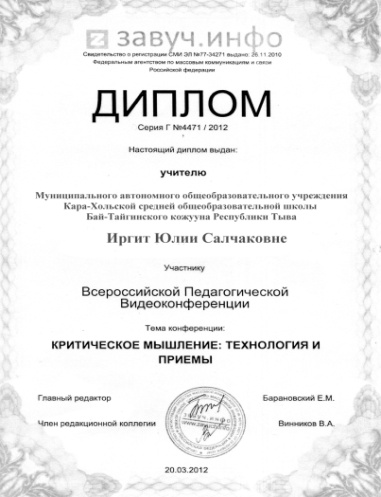 завуч.инфо
Свидетельство о регистрации СМИ ЭЛ №77-34271 выдано: 26.11.2010
Федеральным агентством по массовым коммуникациям и связи
Российской федерации
ДИПЛОМ
Серия Г №4471 / 2012
Настоящий диплом выдан:
учителю
Муниципального автономного общеобразовательного учреждения
Кара-Хольской средней общеобразовательной школы
Бай-Тайгинского кожууна Республики Тыва
Иргит Юлии Салчаковне
Участнику
Всероссийской Педагогической
Видеоконференции
Тема конференции:
КРИТИЧЕСКОЕ МЫШЛЕНИЕ: ТЕХНОЛОГИЯ И
ПРИЕМЫ
Главный редактор Барановский Е.М.
Член редакционной коллегии Винников В.А.
20.03.2012